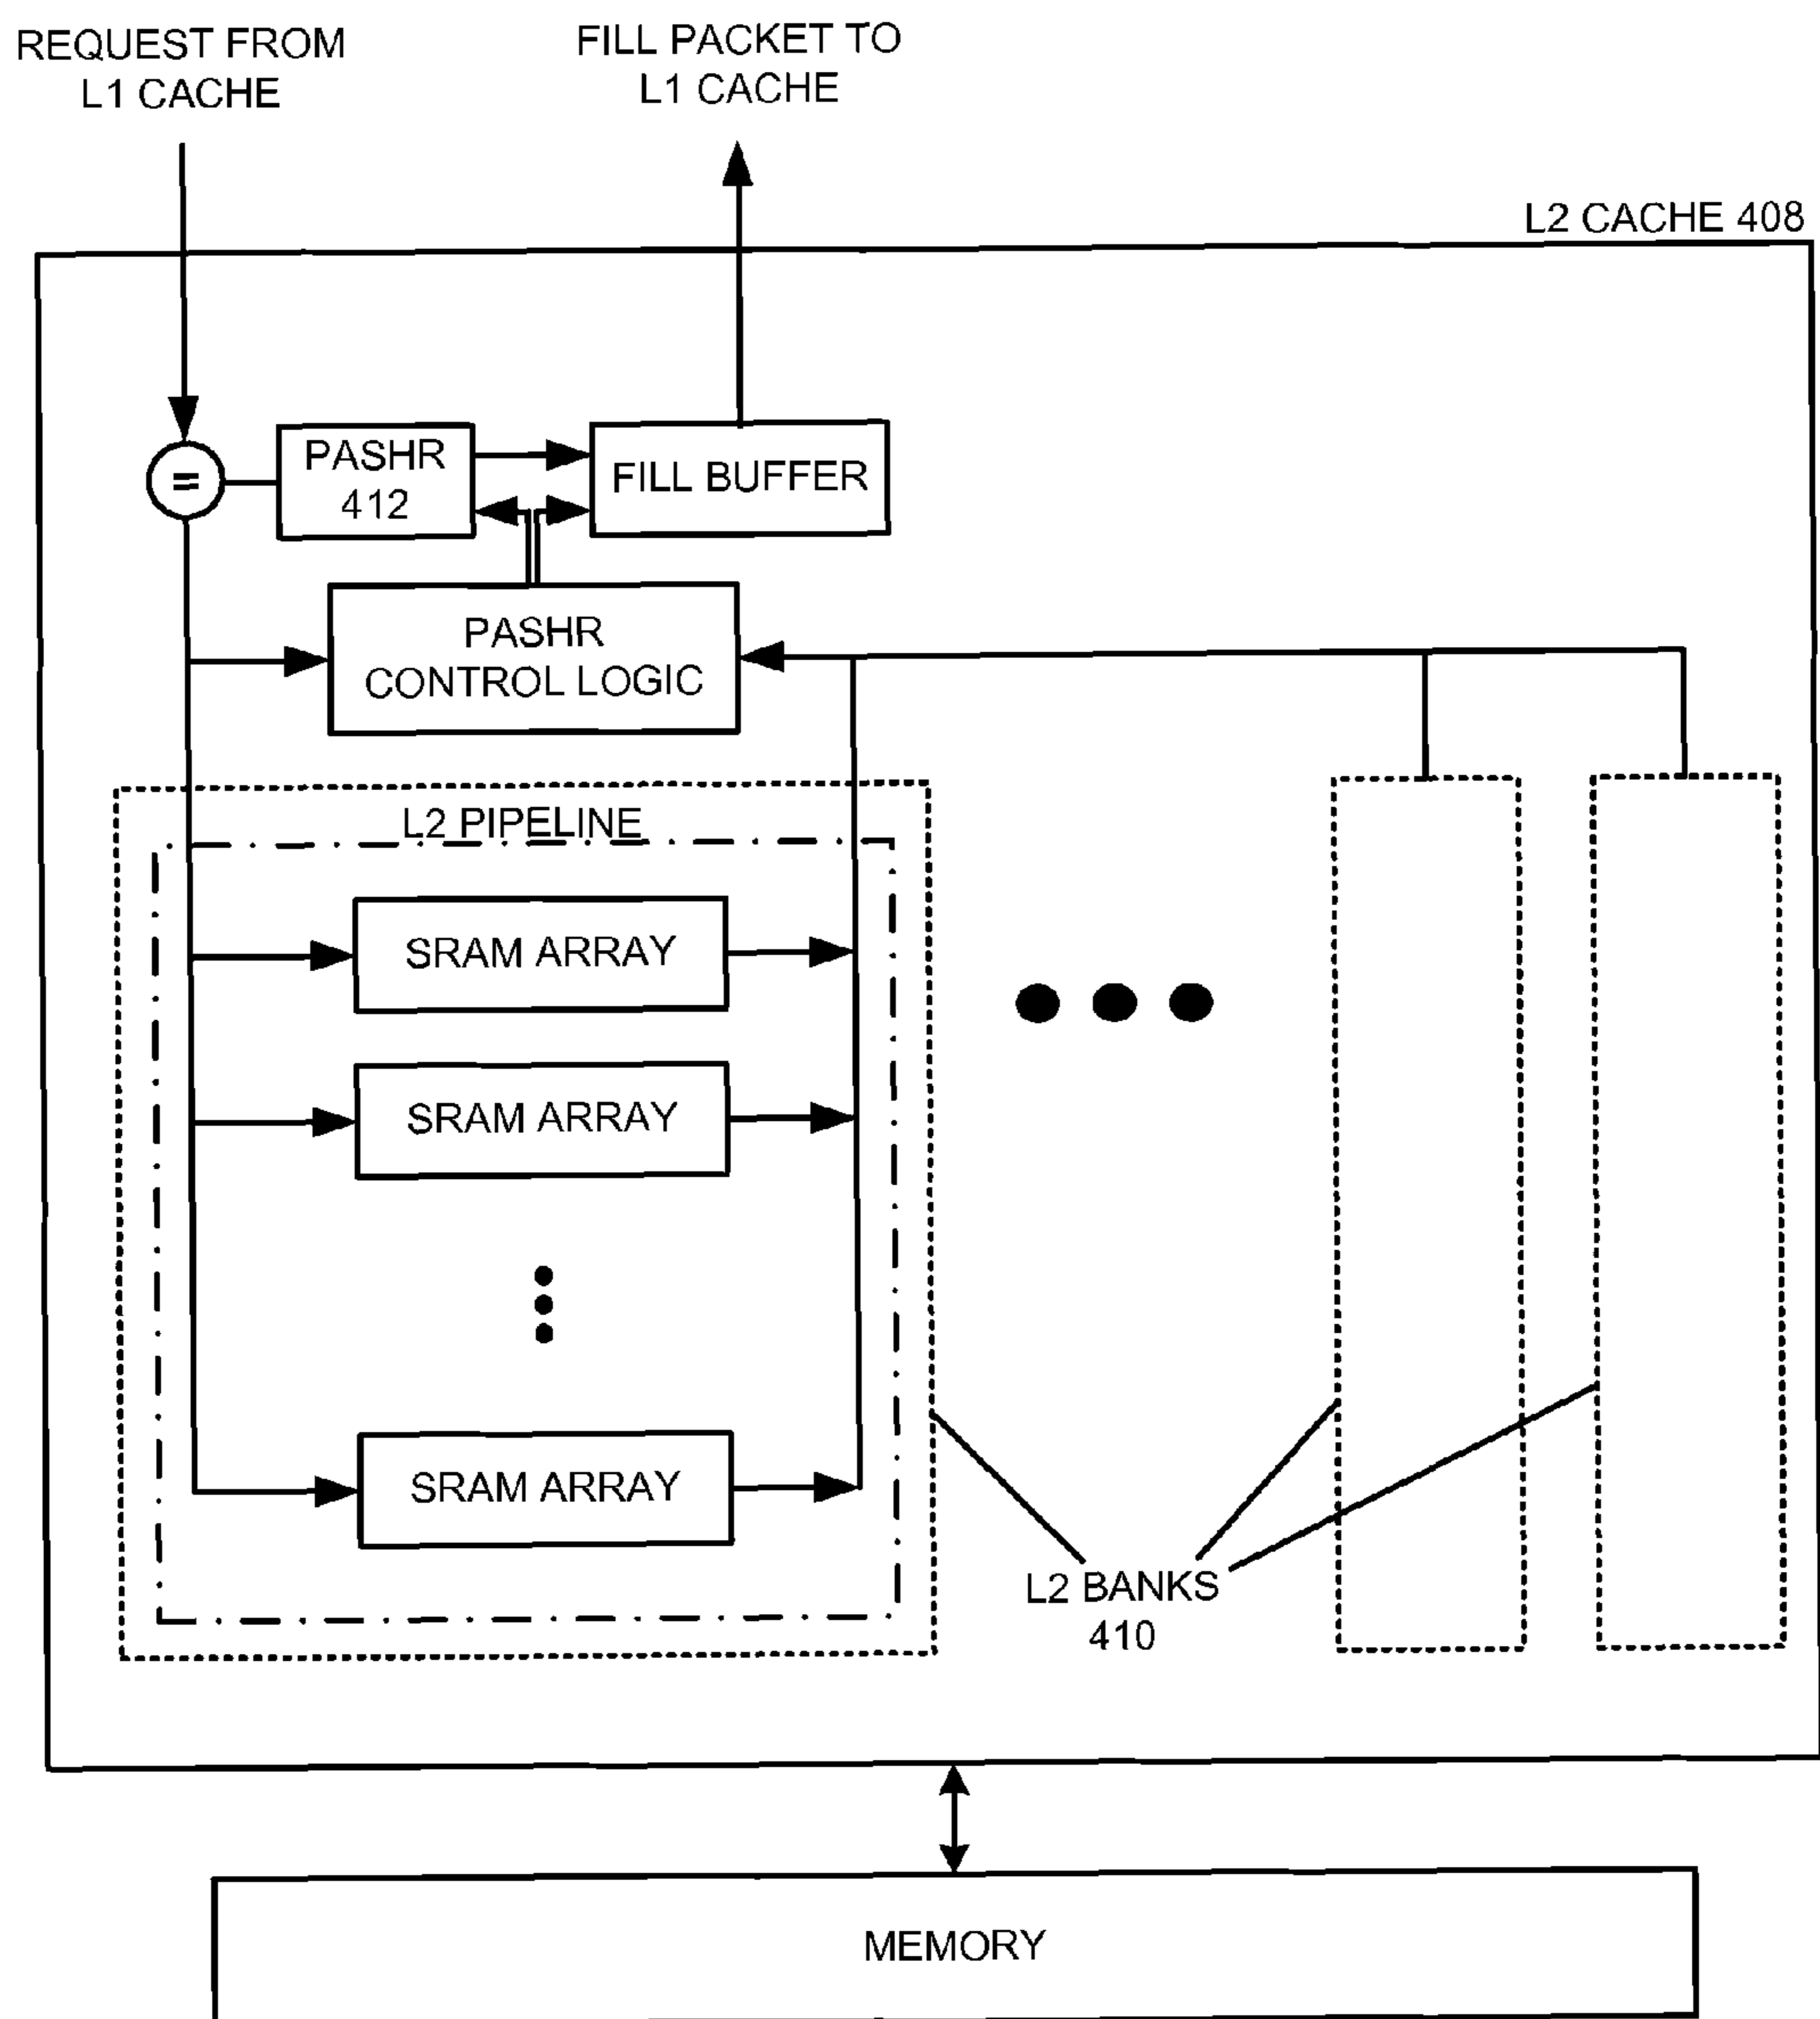 REQUEST FROM
L1 CACHE
FILL PACKET TO
L1 CACHE
L2 CACHE 408
=
PASHR
412
FILL BUFFER
PASHR
CONTROL LOGIC
L2 PIPELINE
SRAM ARRAY
SRAM ARRAY
SRAM ARRAY
L2 BANKS
410
MEMORY